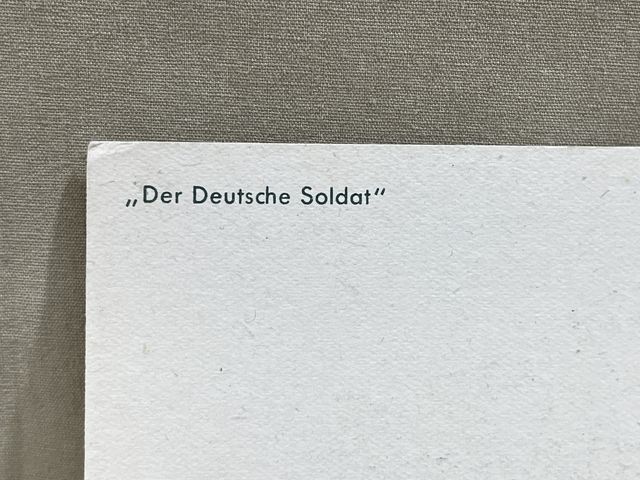 „Der Deutsche Soldat“